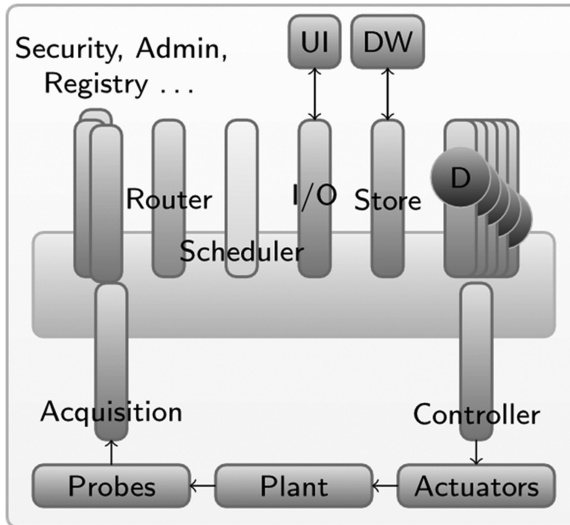 Security, Admin,
Registry ...
UI
DW
Router
I/O
Store
D
Scheduler
Acquisition
Controller
Probes
Plant
Actuators